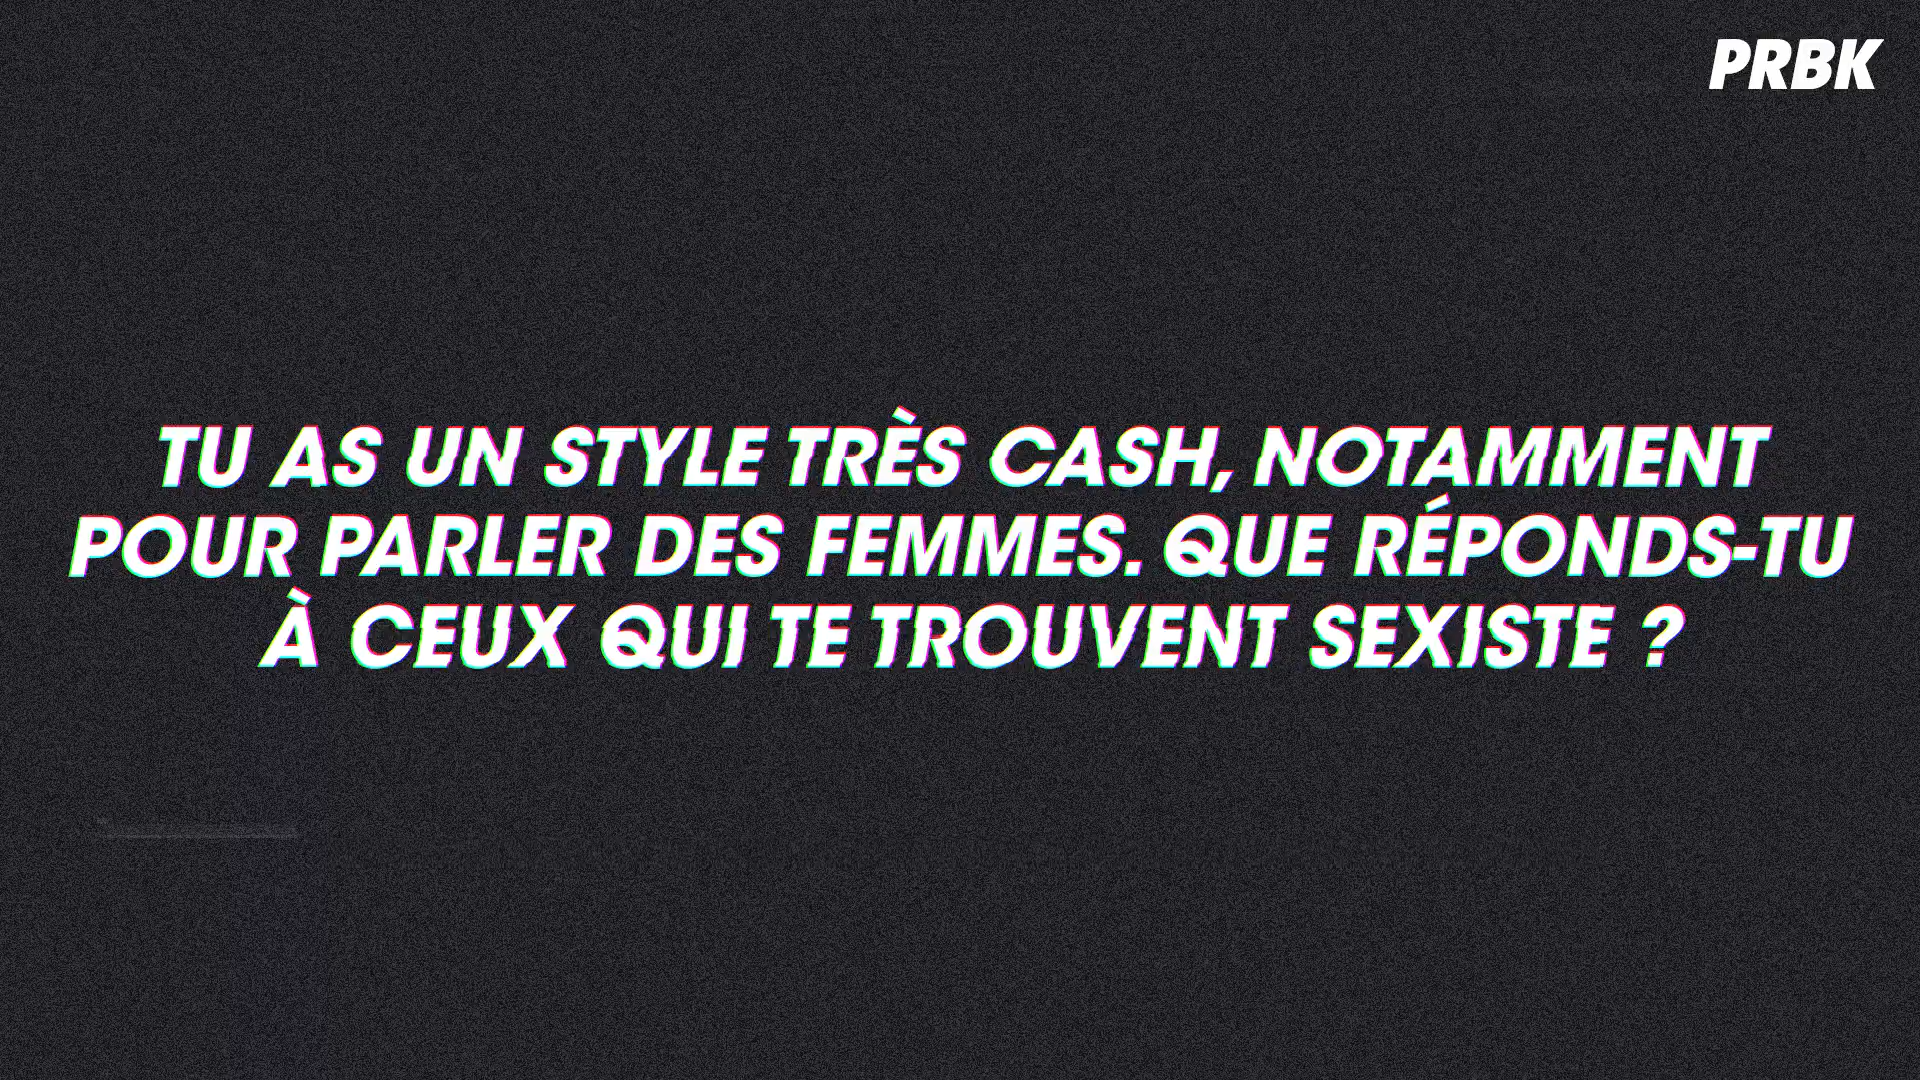 PRBK
TU AS UN STYLE TRÈS CASH, NOTAMMENT
POUR PARLER DES FEMMES. QUE RÉPONDS-TU
À CEUX QUI TE TROUVENT SEXISTE ?